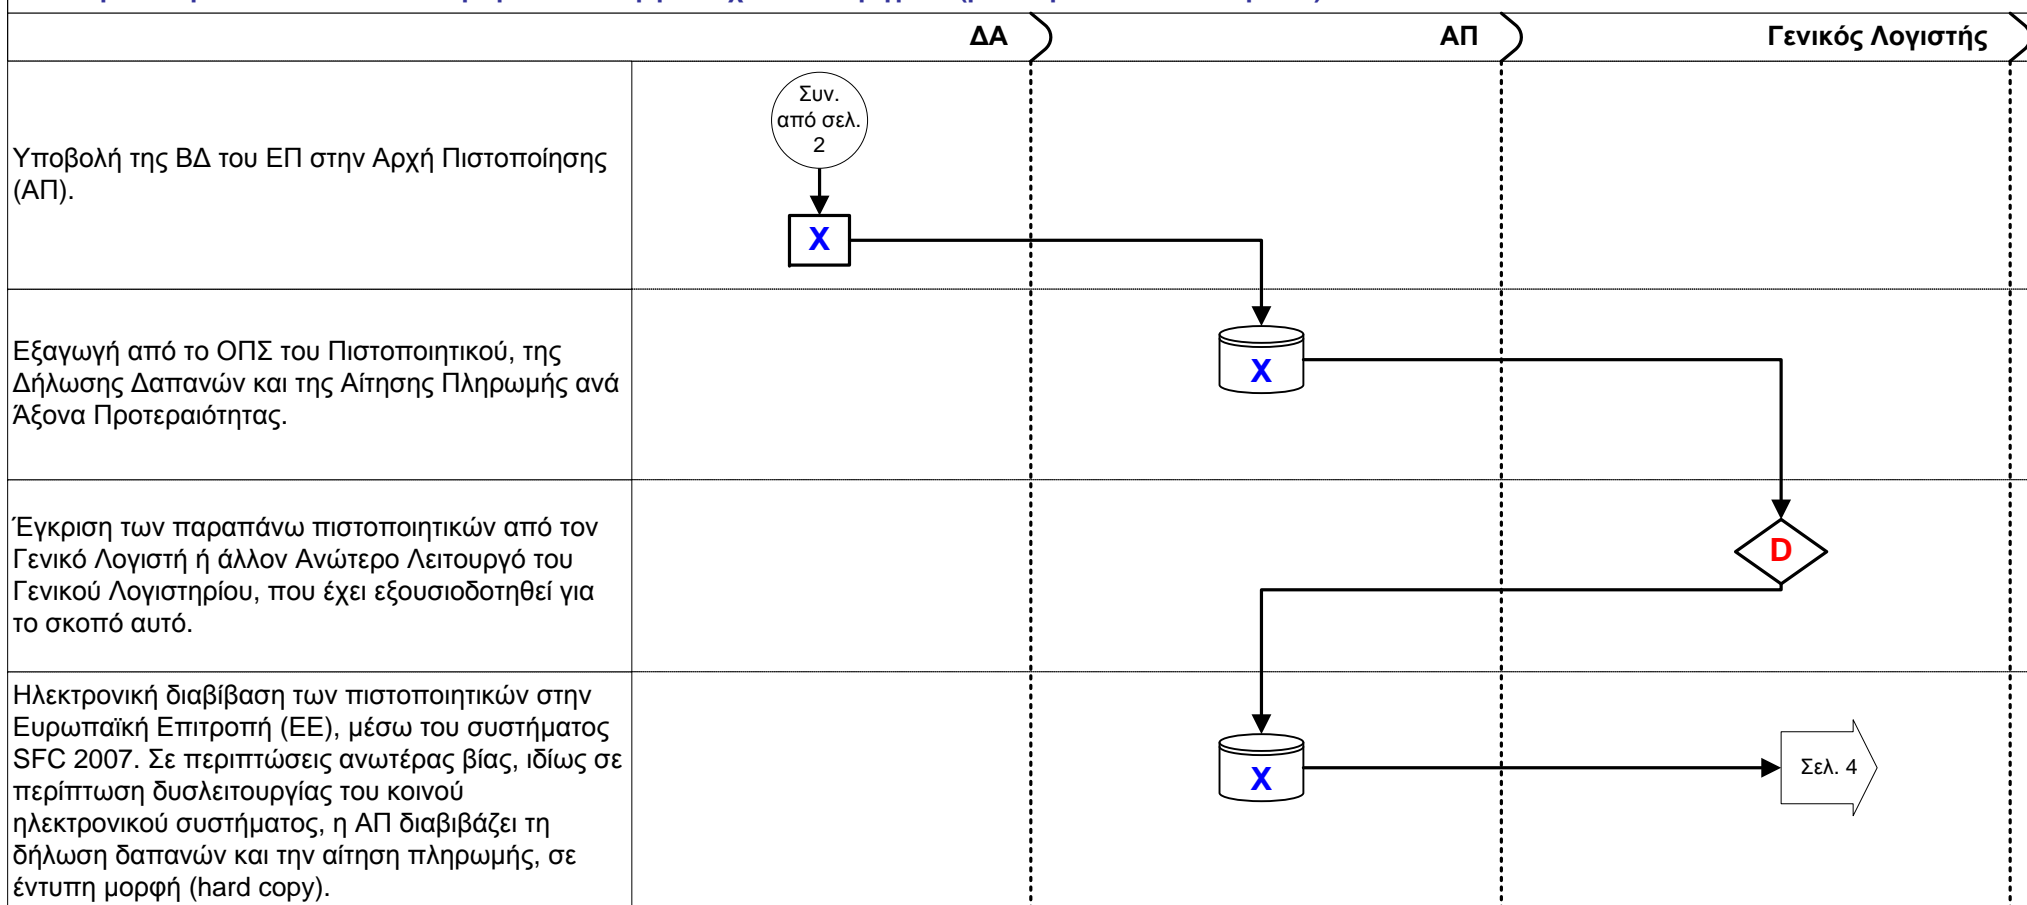 ΔΑ
ΑΠ
Γενικός Λογιστής
Συν.
από σελ.
2
Υποβολή της ΒΔ του ΕΠ στην Αρχή Πιστοποίησης
(ΑΠ).
X
Εξαγωγή από το ΟΠΣ του Πιστοποιητικού, της
Δήλωσης Δαπανών και της Αίτησης Πληρωμής ανά
Άξονα Προτεραιότητας.
X
Έγκριση των παραπάνω πιστοποιητικών από τον
Γενικό Λογιστή ή άλλον Ανώτερο Λειτουργό του
Γενικού Λογιστηρίου, που έχει εξουσιοδοτηθεί για
το σκοπό αυτό.
D
Ηλεκτρονική διαβίβαση των πιστοποιητικών στην
Ευρωπαϊκή Επιτροπή (ΕΕ), μέσω του συστήματος
SFC 2007. Σε περιπτώσεις ανωτέρας βίας, ιδίως σε
περίπτωση δυσλειτουργίας του κοινού
ηλεκτρονικού συστήματος, η ΑΠ διαβιβάζει τη
δήλωση δαπανών και την αίτηση πληρωμής, σε
έντυπη μορφή (hard copy).
X
Σελ. 4